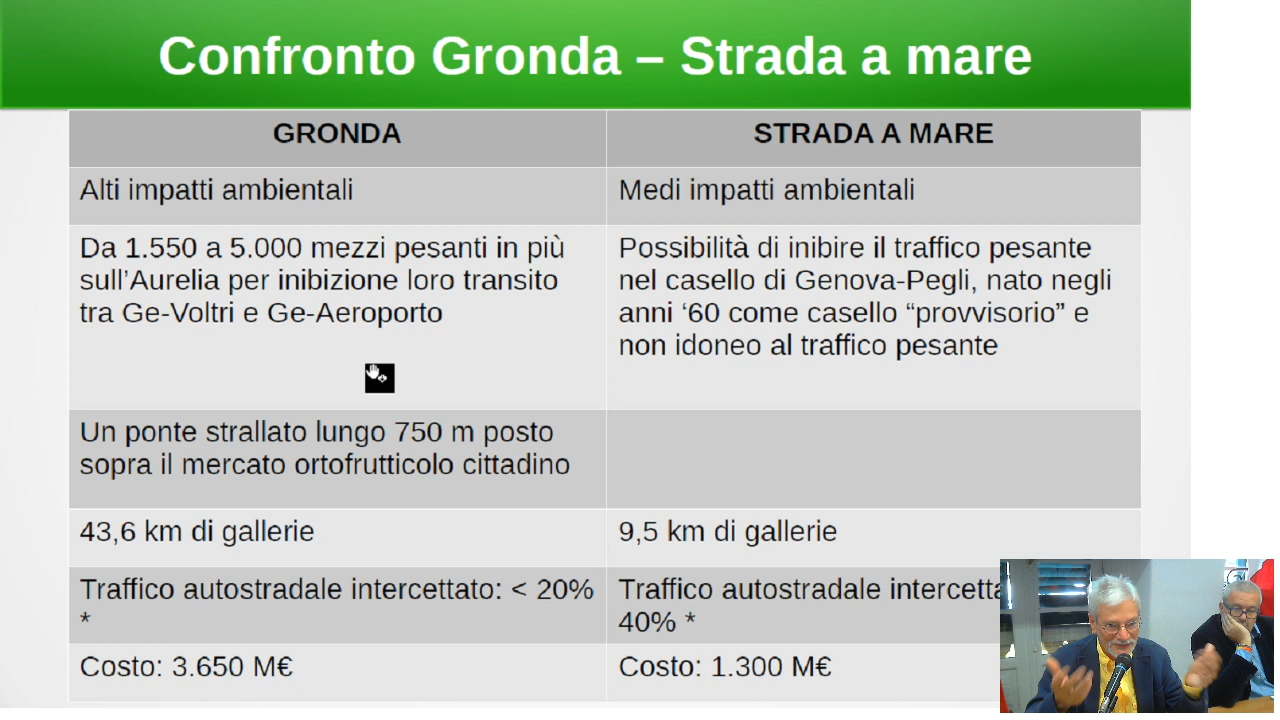 Confronto Gronda – Strada a mare
GRONDA
STRADA A MARE
Alti impatti ambientali
Medi impatti ambientali
Da 1.550 a 5.000 mezzi pesanti in più
sull’Aurelia per inibizione loro transito
tra Ge-Voltri e Ge-Aeroporto
Possibilità di inibire il traffico pesante
nel casello di Genova-Pegli, nato negli
anni ‘60 come casello “provvisorio” e
non idoneo al traffico pesante
Un ponte strallato lungo 750 m posto
sopra il mercato ortofrutticolo cittadino
43,6 km di gallerie
9,5 km di gallerie
Traffico autostradale intercettato: < 20%
*
Traffico autostradale
40% *
Costo: 3.650 M€
Costo: 1.300 M€